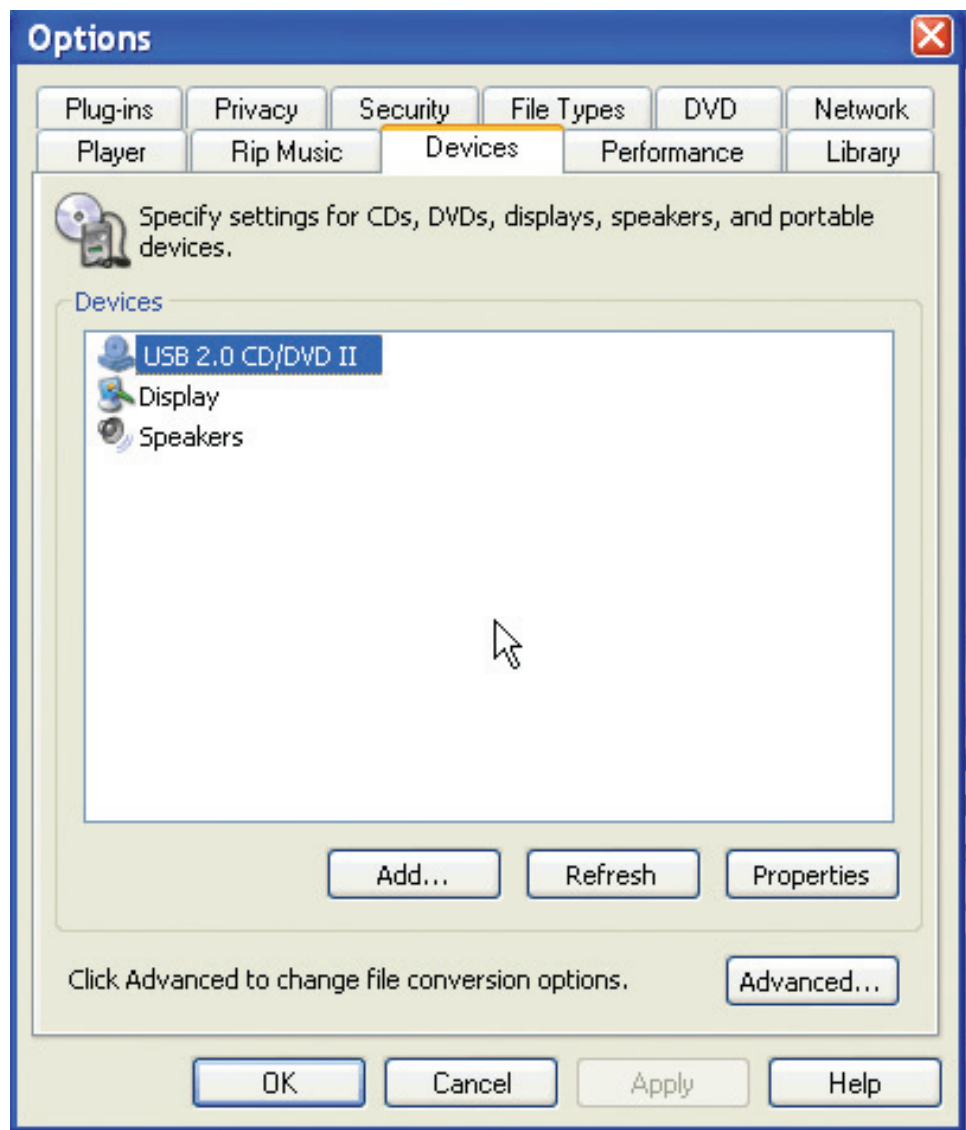 Options
Plug-ins Privacy Security File Types DVD Network
Player Rip Music Devices Performance Library
Specify settings for CDs, DVDs, displays, speakers, and portable
devices.
Devices
USB 2.0 CD/DVD II
Display
Speakers
Add... Refresh Properties
Click Advanced to change file conversion options. Advanced...
OK Cancel Apply Help